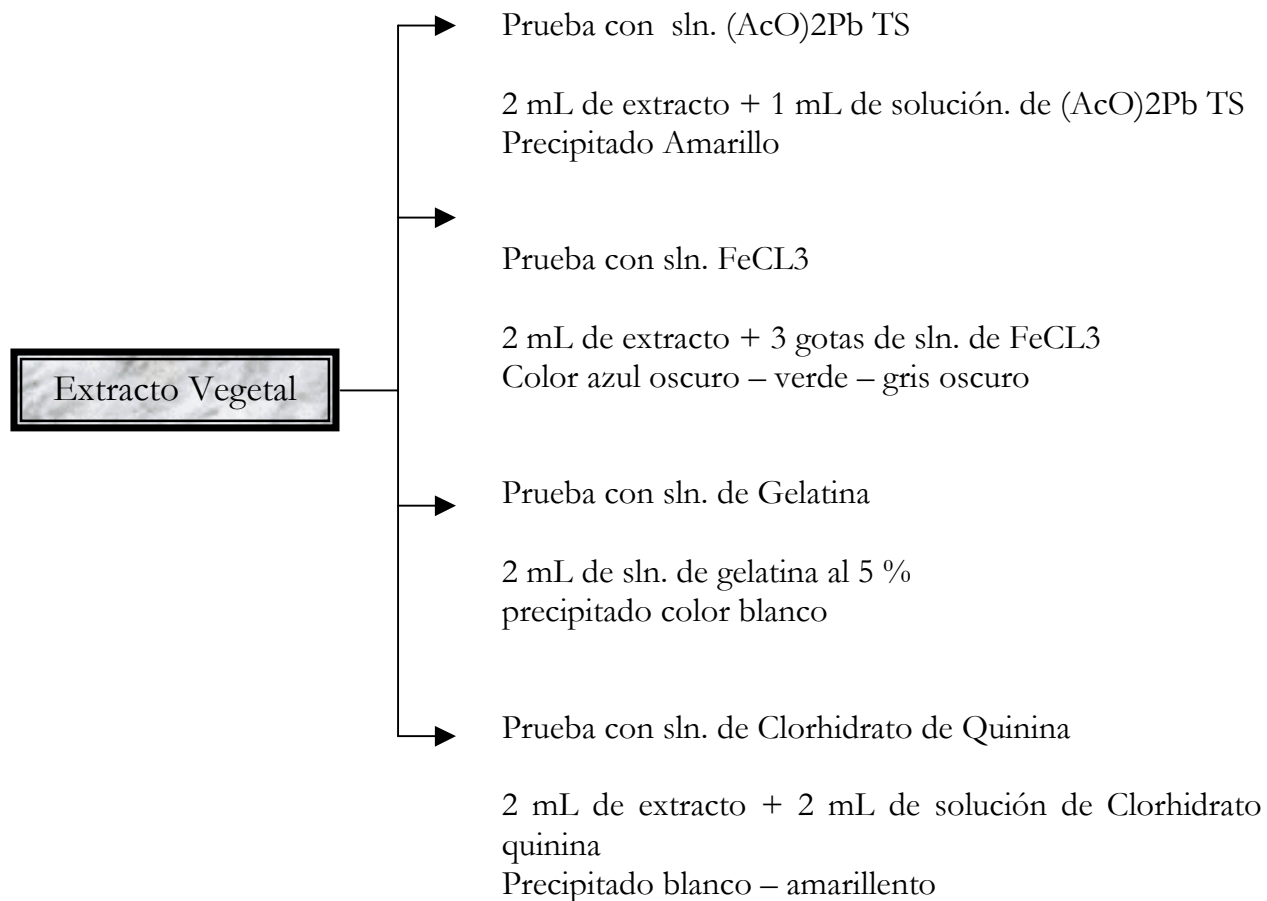 Prueba con sln. (AcO)2Pb TS
2 mL de extracto + 1 mL de solución. de (AcO)2Pb TS
Precipitado Amarillo
Prueba con sln. FeCL3
2 mL de extracto + 3 gotas de sln. de FeCL3
Color azul oscuro – verde – gris oscuro
Extracto Vegetal
Prueba con sln. de Gelatina
2 mL de sln. de gelatina al 5 %
precipitado color blanco
Prueba con sln. de Clorhidrato de Quinina
2 mL de extracto + 2 mL de solución de Clorhidrato
quinina
Precipitado blanco – amarillento